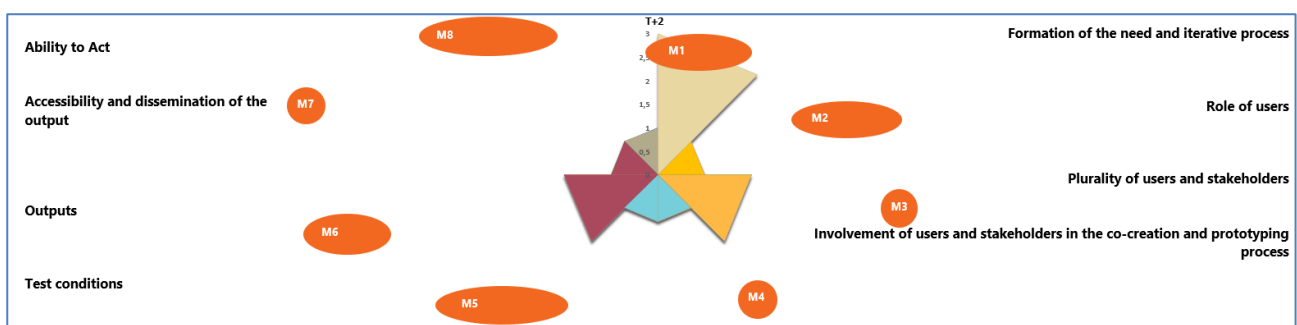 T+2
Ability to Act
M8
3
M1
Formation of the need and iterative process
2,5
2
Accessibility and dissemination of the
output
M7
1,5
M2
Role of users
1
0,5
0
Plurality of users and stakeholders
Outputs
M6
M3
Involvement of users and stakeholders in the co-creation and prototyping
process
Test conditions
M5
M4